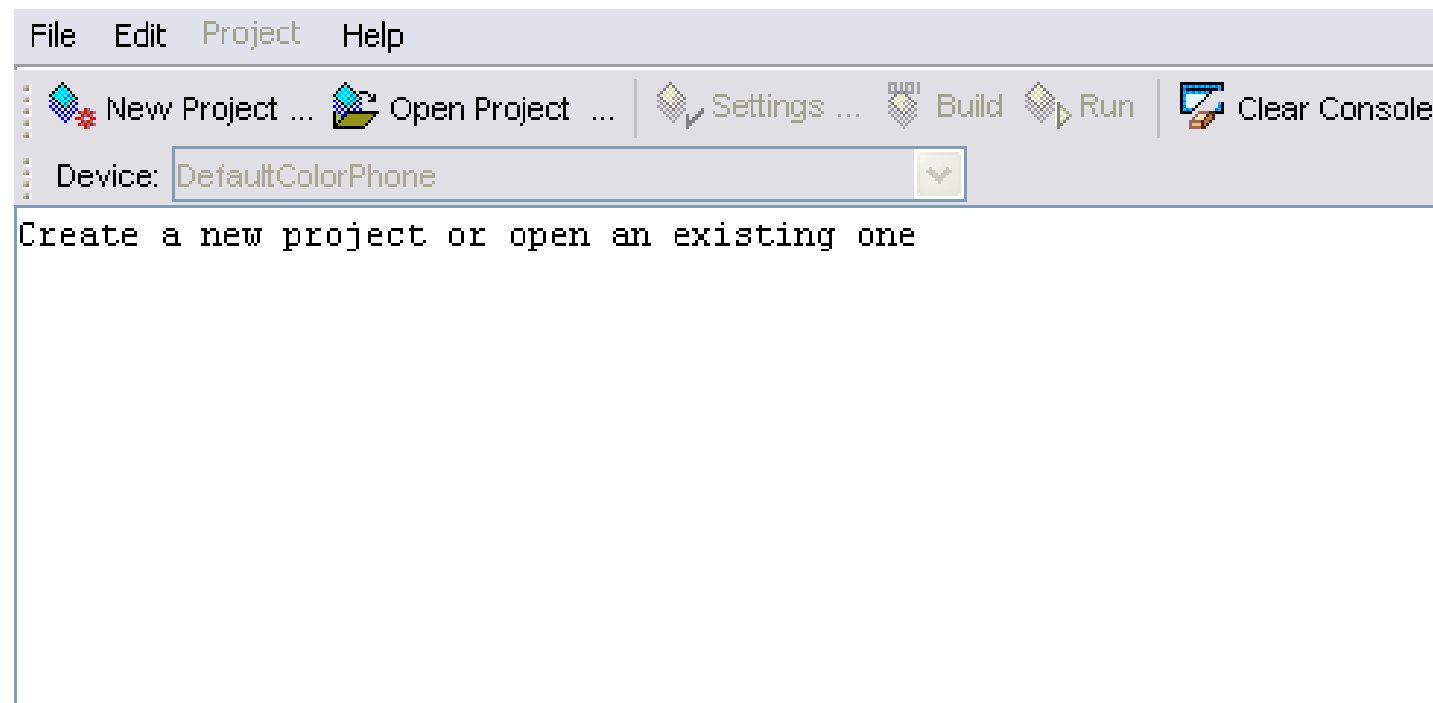 File Edit Project Help
New Project ... Open Project ... Settings ... Build Run Clear Console
Device: DefaultColorPhone
Create a new project or open an existing one